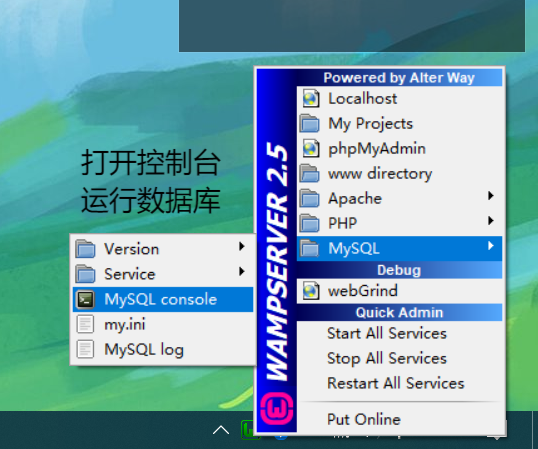 打开控制台
运行数据库
Version
Service
MySQL console
my.ini
MySQL log
WAMPSERVER 2.5
Powered by Alter Way
Localhost
My Projects
phpMyAdmin
www directory
Apache
PHP
MySQL
Debug
webGrind
Quick Admin
Start All Services
Stop All Services
Restart All Services
Put Online